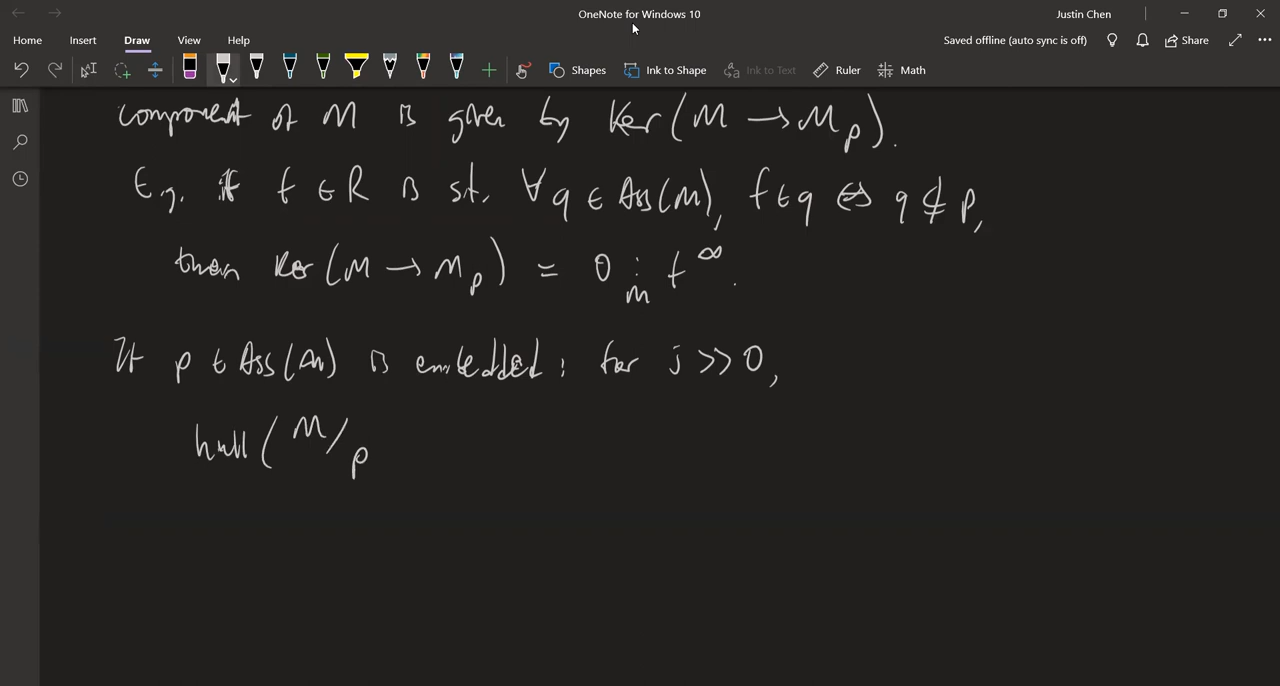 OneNote for Windows 10
Justin Chen
Home Insert Draw View Help
Saved offline (auto sync is off)
Share
Shapes
Ink to Shape
Ink to Text
Ruler
Math
component of M is given by Ker(M → M_p).
E.g. if f ∈ R is s.t. ∀q ∈ Ass(M), f ∈ q ⇔ q ⊄ p,
then Ker(M → M_p) = 0 :_M f^∞.
If p ∈ Ass(M) is embedded: for j >> 0,
hull(M/p